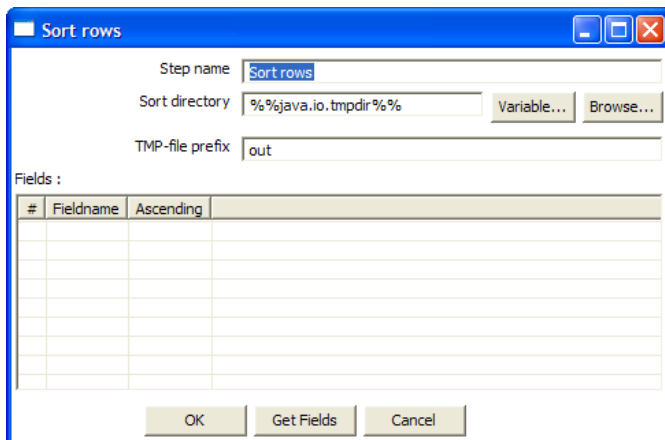 Sort rows
Step name Sort rows
Sort directory %%java.io.tmpdir%% Variable... Browse...
TMP-file prefix out
Fields :
# Fieldname Ascending
OK Get Fields Cancel